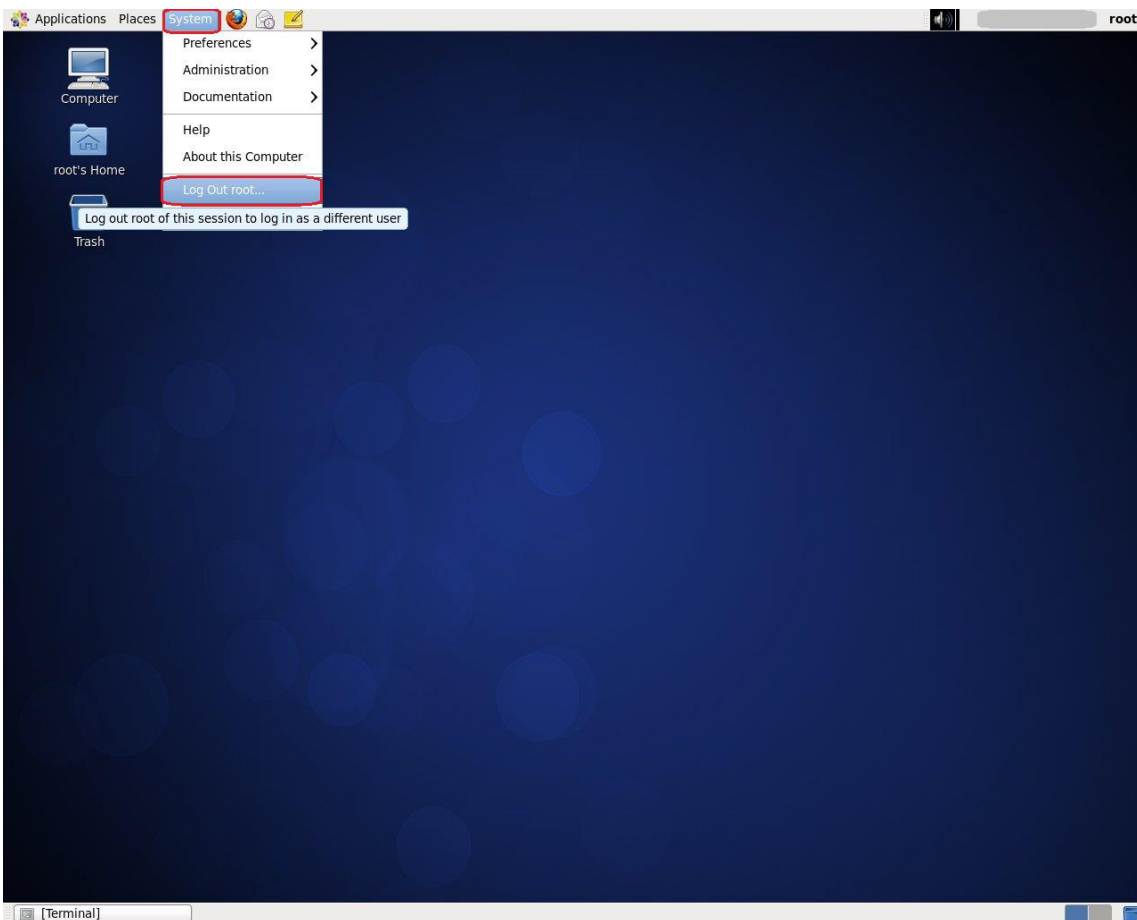 Applications Places System root
Preferences
Administration
Documentation
Help
About this Computer
Log Out root...
Log out root of this session to log in as a different user
Computer
root's Home
Trash
[Terminal]